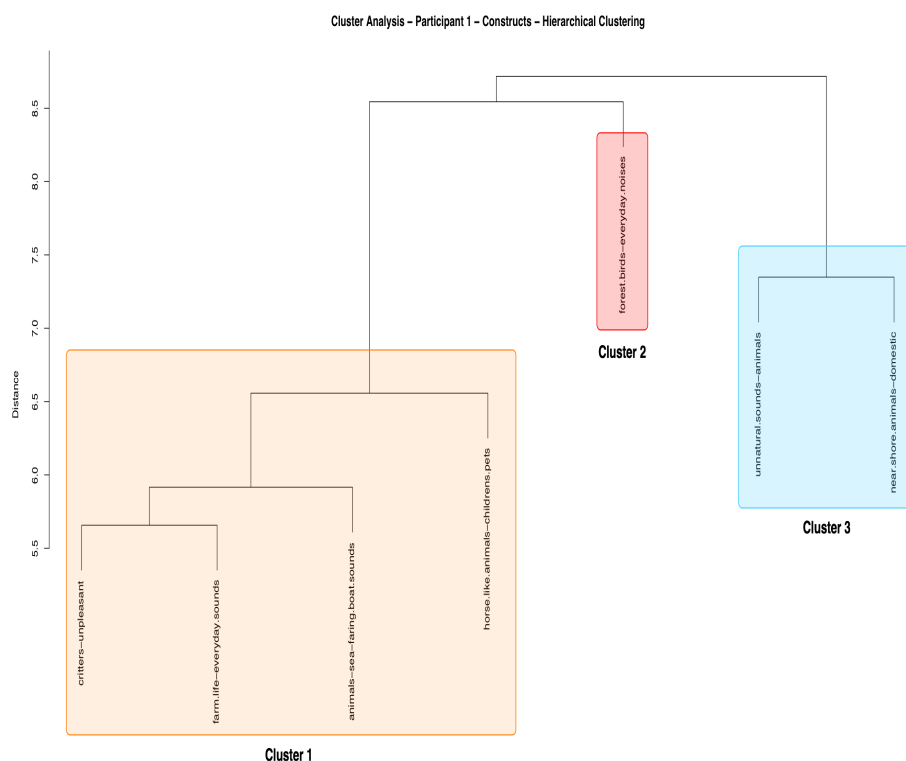 Cluster Analysis – Participant 1 – Constructs – Hierarchical Clustering
Distance
8.5
8.0
7.5
7.0
6.5
6.0
5.5
critters−unpleasant
farm.life−everyday.sounds
animals−sea−faring.boat.sounds
horse.like.animals−childrens.pets
forest.birds−everyday.noises
unnatural.sounds−animals
near.shore.animals−domestic
Cluster 2
Cluster 3
Cluster 1